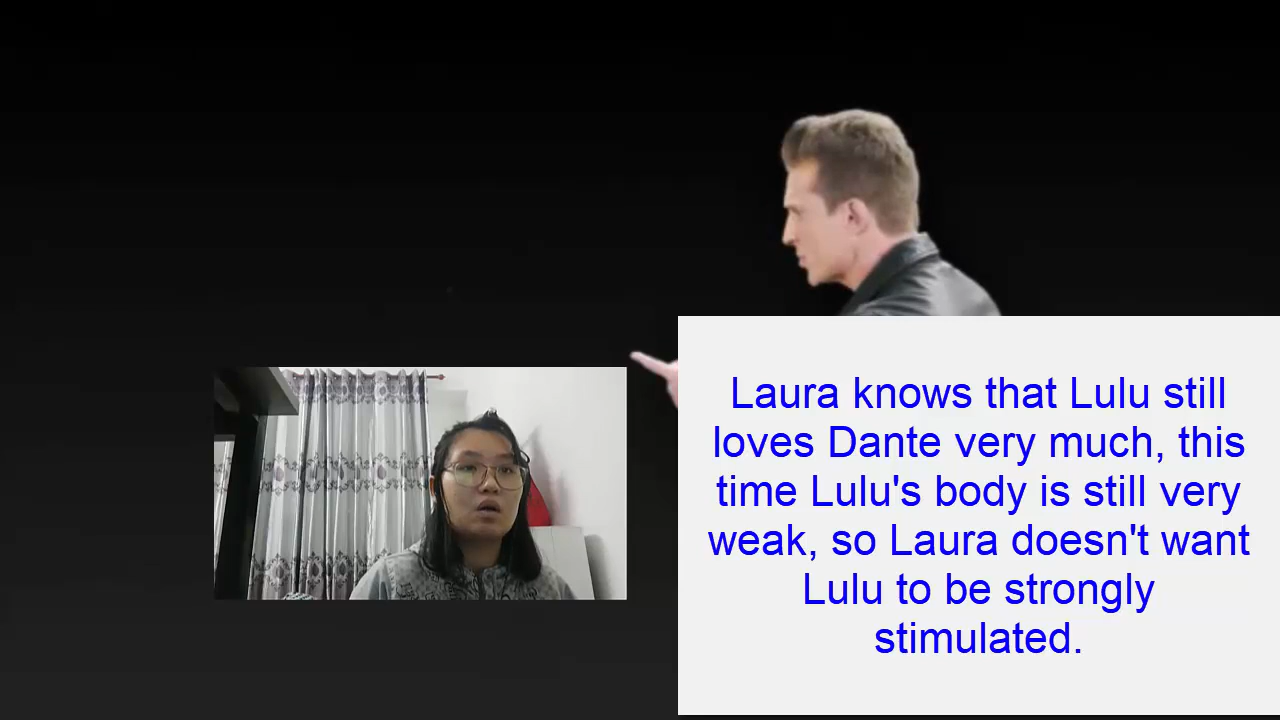 Laura knows that Lulu still
loves Dante very much, this
time Lulu's body is still very
weak, so Laura doesn't want
Lulu to be strongly
stimulated.